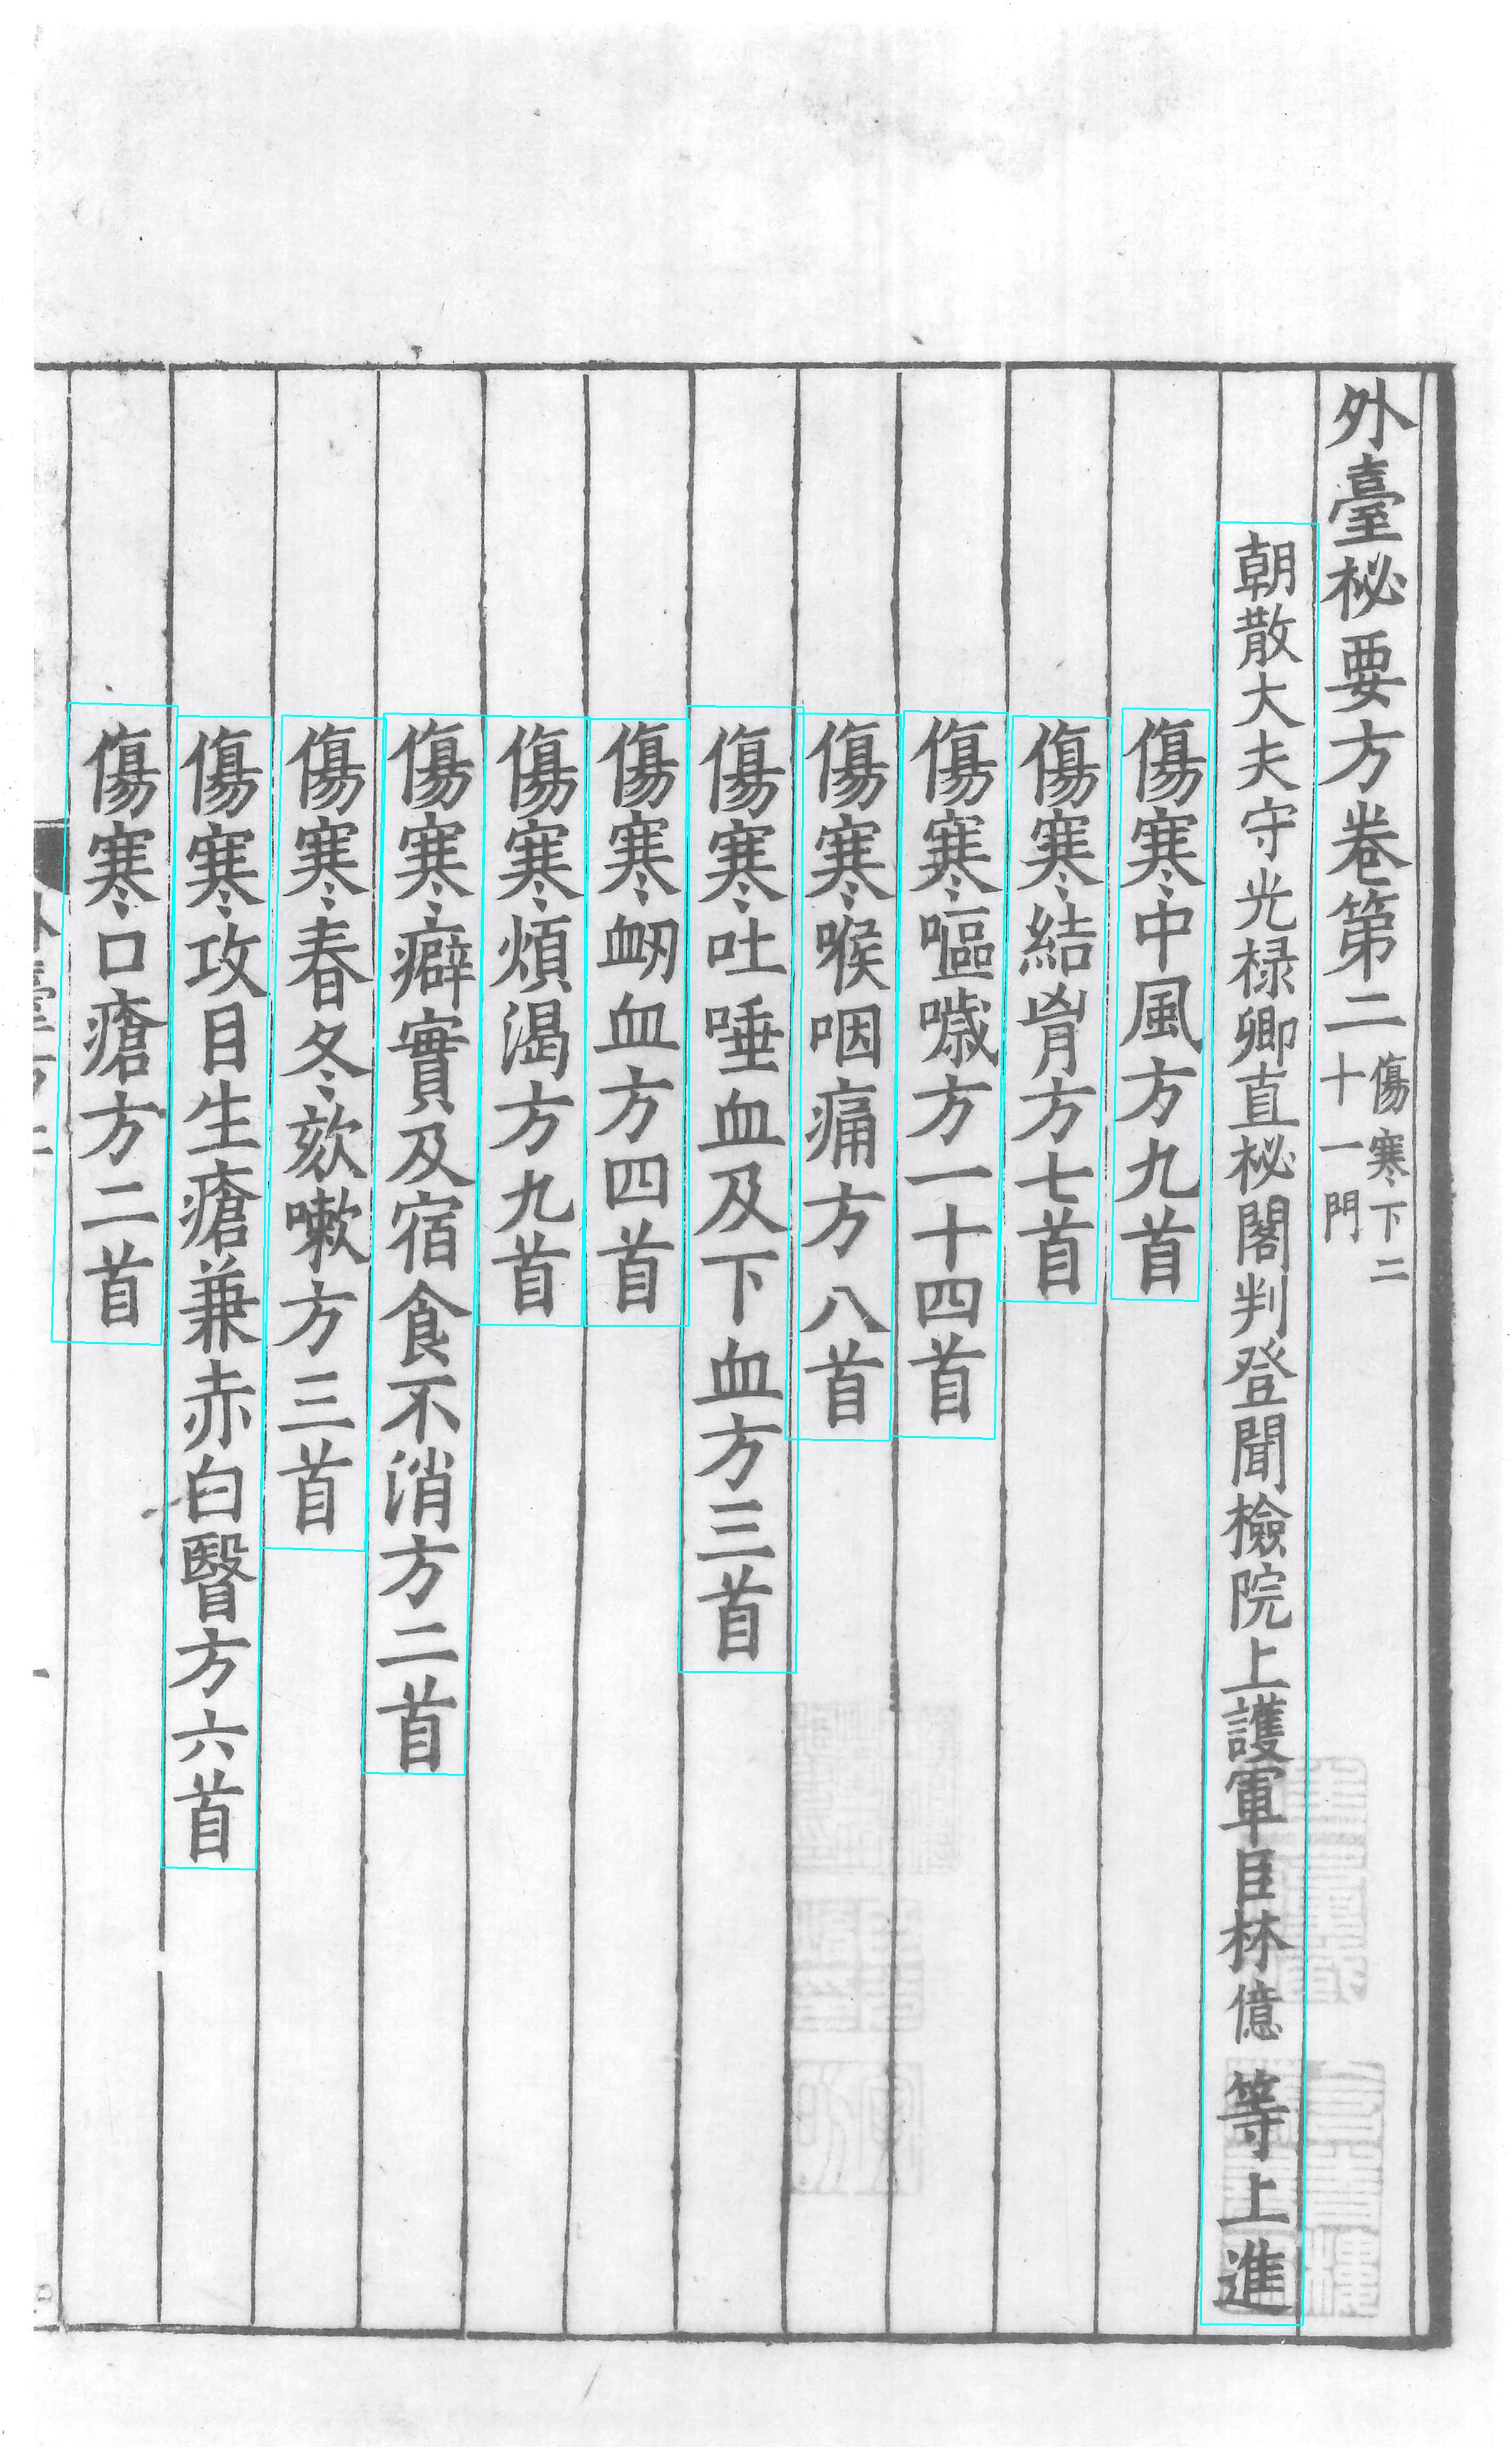 外臺秘要方卷第二傷寒下二十一門
朝散大夫守光祿卿直秘閣判登聞檢院上護軍臣林億等上進
傷寒中風方九首
傷寒結胷方七首
傷寒嘔噦方一十四首
傷寒喉咽痛方八首
傷寒吐唾血及下血方三首
傷寒衂血方四首
傷寒煩渴方九首
傷寒癖實及宿食不消方二首
傷寒春冬欬嗽方三首
傷寒攻目生瘡兼赤白瞖方六首
傷寒口瘡方二首